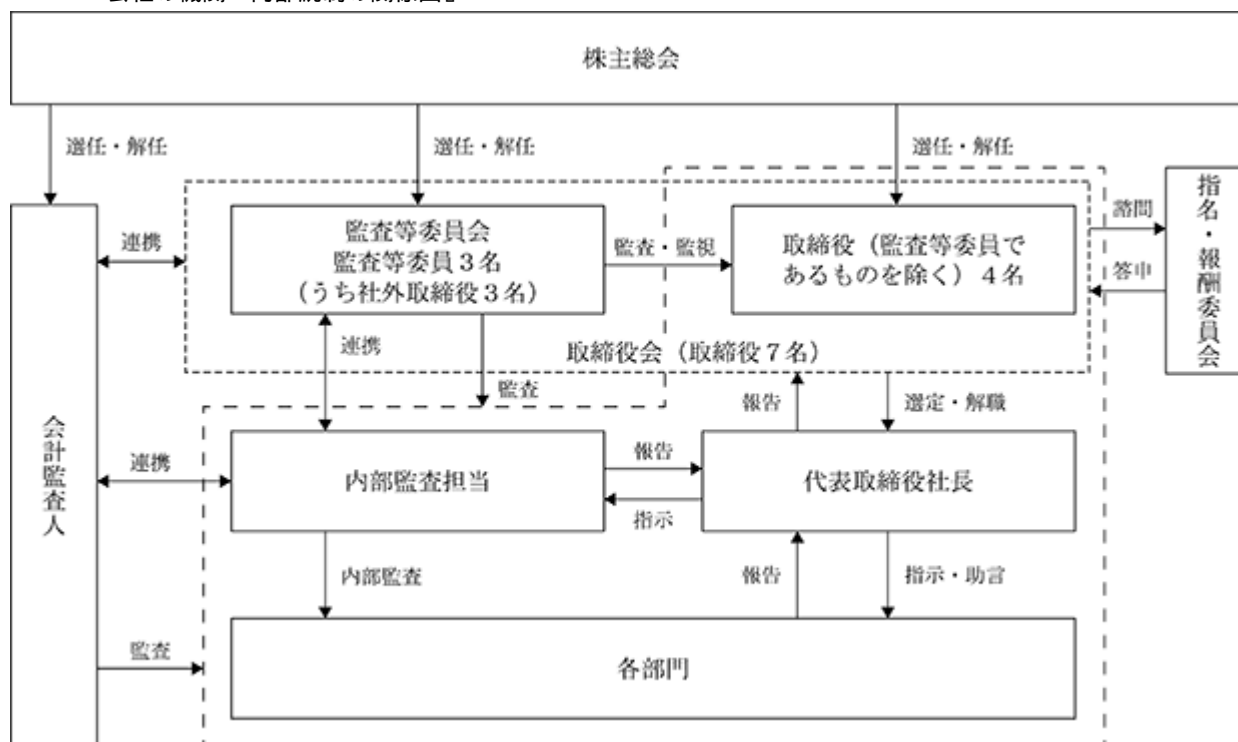 株主総会
選任・解任
選任・解任
選任・解任
指名・報酬委員会
諮問
答申
連携
監査等委員会
監査等委員３名
（うち社外取締役３名）
監査・監視
取締役（監査等委員で
あるものを除く）４名
連携
取締役会（取締役７名）
監査
報告
選定・解職
会計監査人
連携
内部監査担当
報告
指示
代表取締役社長
内部監査
報告
指示・助言
監査
各部門